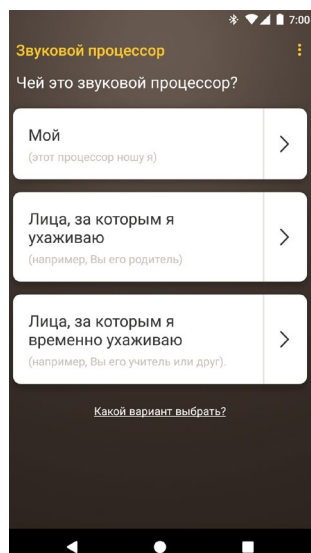 7:00
Звуковой процессор
Чей это звуковой процессор?
Мой
(этот процессор ношу я)
Лица, за которым я
ухаживаю
(например, Вы его родитель)
Лица, за которым я
временно ухаживаю
(например, Вы его учитель или друг).
Какой вариант выбрать?